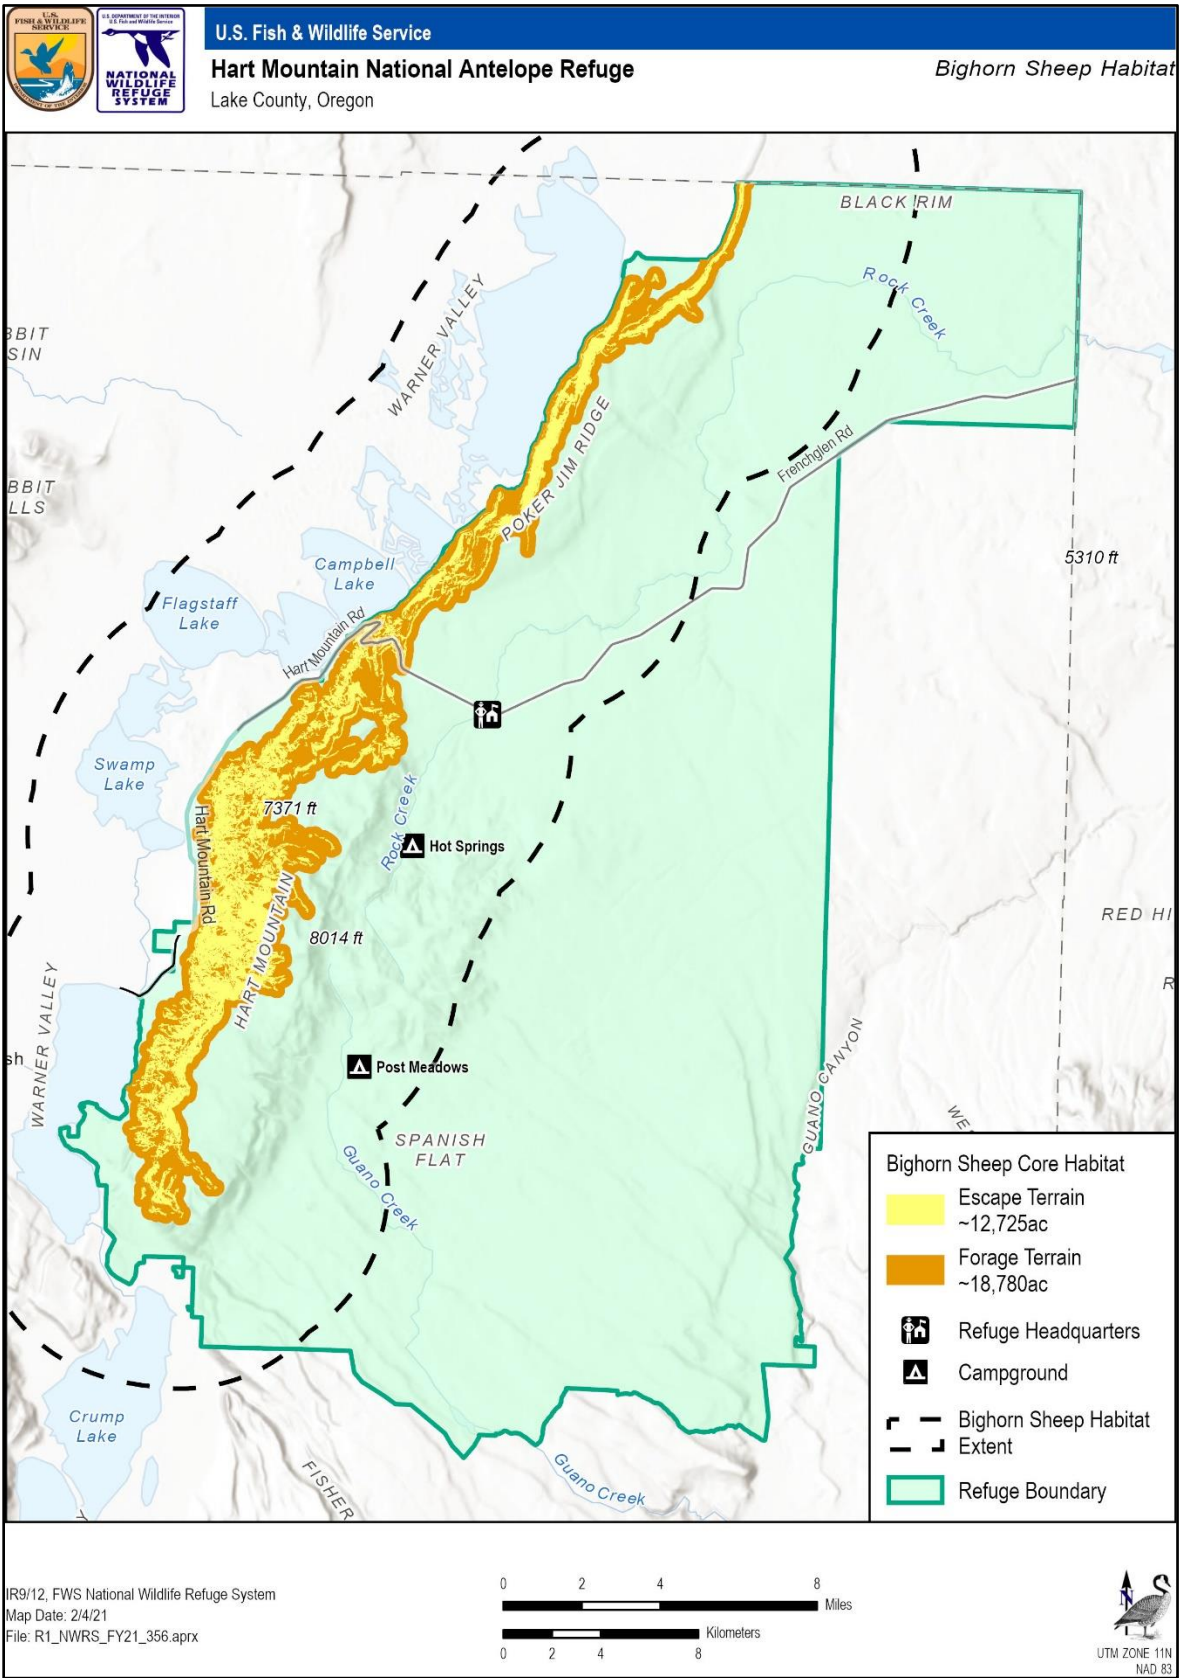 U.S.
FISH & WILDLIFE
SERVICE
DEPARTMENT OF THE INTERIOR
U.S. DEPARTMENT OF THE INTERIOR
U.S. Fish and Wildlife Service
NATIONAL
WILDLIFE
REFUGE
SYSTEM
U.S. Fish & Wildlife Service
Hart Mountain National Antelope Refuge
Bighorn Sheep Habitat
Lake County, Oregon
BLACK RIM
Rock Creek
WARNER VALLEY
BBIT
SIN
POKER JIM RIDGE
Frenchglen Rd
BBIT
LLS
5310 ft
Campbell
Lake
Flagstaff
Lake
Hart Mountain Rd
Swamp
Lake
7371 ft
Hart Mountain Rd
Rock Creek
Hot Springs
HART MOUNTAIN
8014 ft
RED HI
R
WARNER VALLEY
sh
Post Meadows
GUANO CANYON
WE
SPANISH
FLAT
Guano Creek
Crump
Lake
FISHER
Guano Creek
Y
Bighorn Sheep Core Habitat
Escape Terrain
~12,725ac
Forage Terrain
~18,780ac
Refuge Headquarters
Campground
Bighorn Sheep Habitat
Extent
Refuge Boundary
IR9/12, FWS National Wildlife Refuge System
Map Date: 2/4/21
File: R1_NWRS_FY21_356.aprx
0 2 4 8
Miles
Kilometers
0 2 4 8
N
UTM ZONE 11N
NAD 83